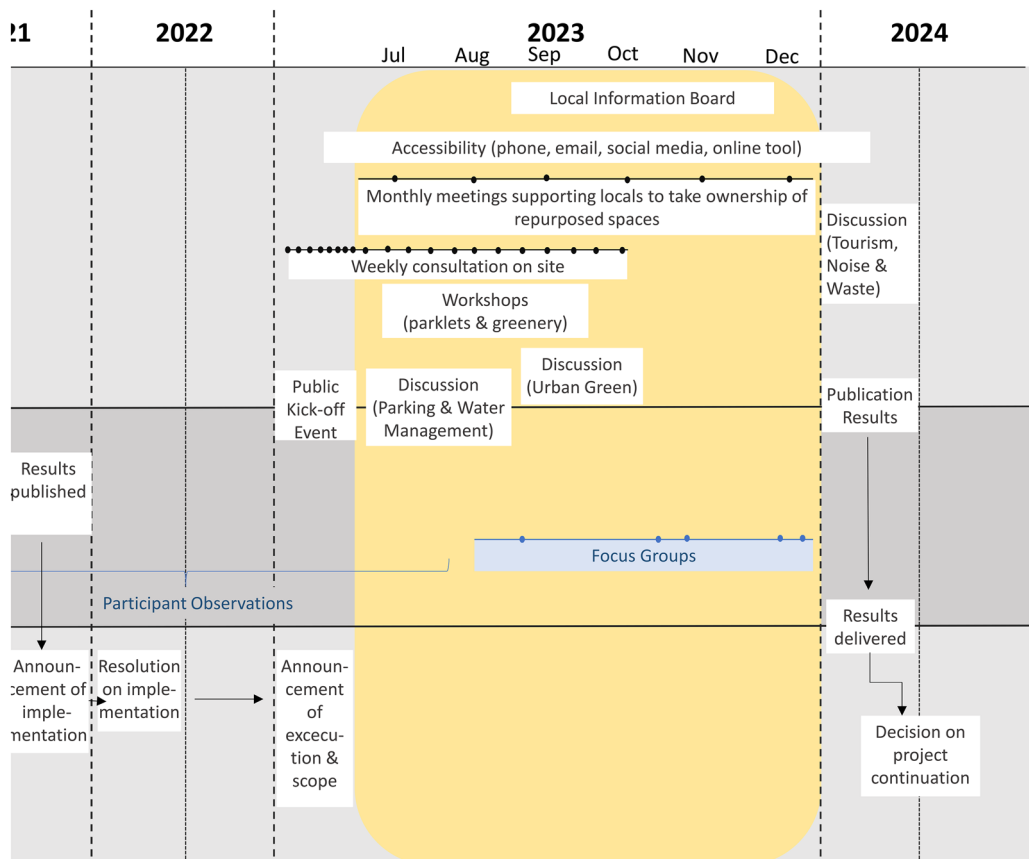 21
2022
2023
2024
Jul
Aug
Sep
Oct
Nov
Dec
Local Information Board
Accessibility (phone, email, social media, online tool)
Monthly meetings supporting locals to take ownership of
repurposed spaces
Discussion
(Tourism,
Noise &
Waste)
Weekly consultation on site
Workshops
(parklets & greenery)
Discussion
(Urban Green)
Public
Kick-off
Event
Discussion
(Parking & Water
Management)
Publication
Results
Results
published
Focus Groups
Participant Observations
Results
delivered
Announ-
cement of
imple-
mentation
Resolution
on imple-
mentation
Announ-
cement
of
excecu-
tion &
scope
Decision on
project
continuation